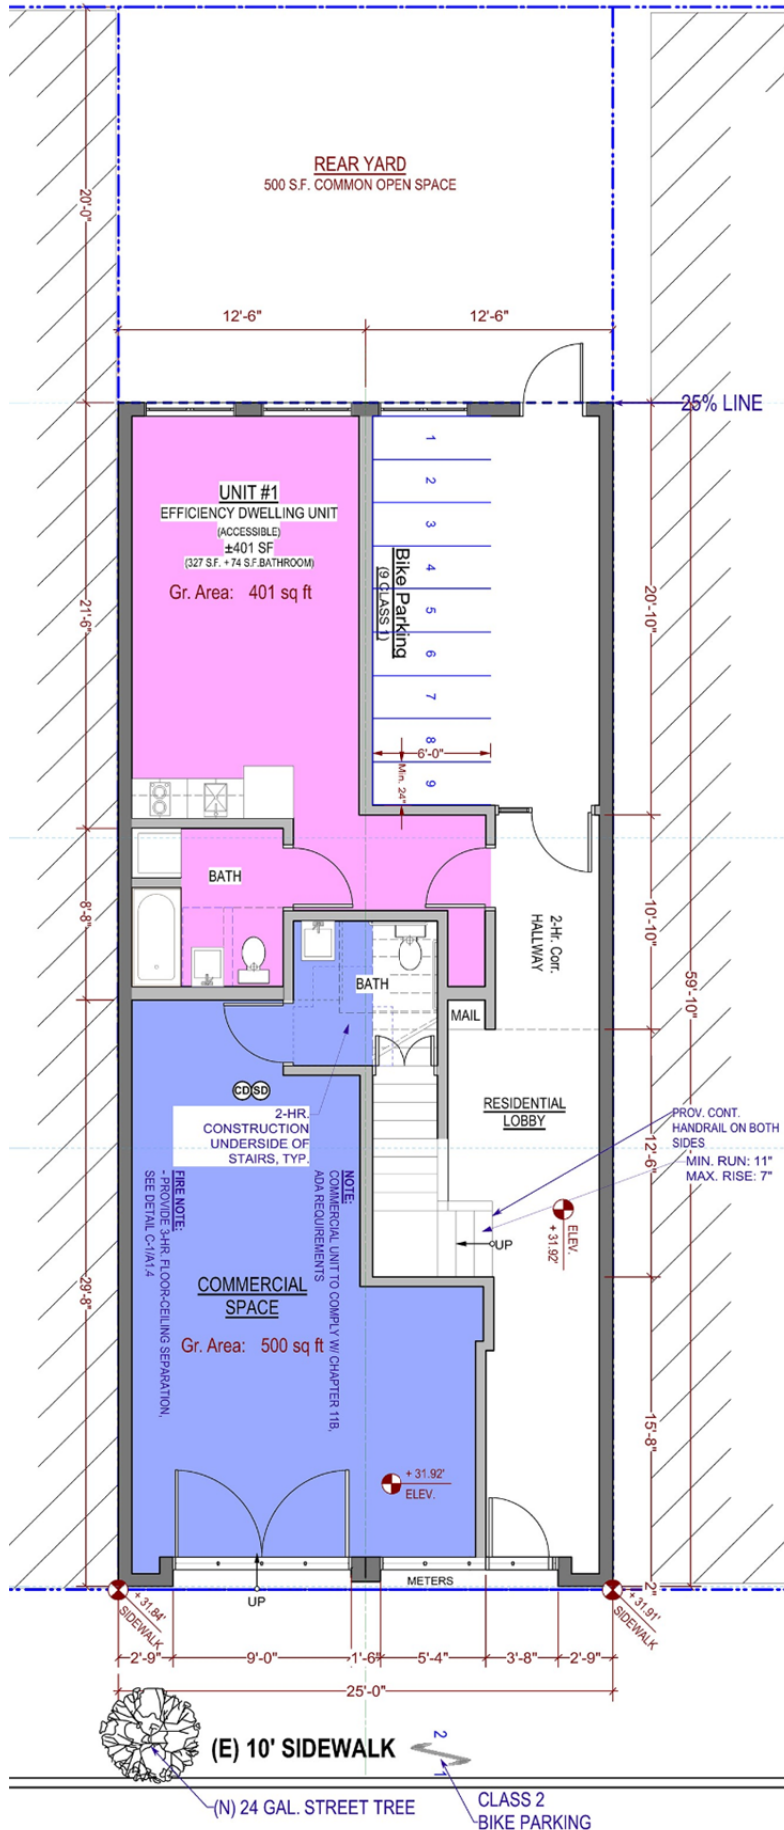 REAR YARD
500 S.F. COMMON OPEN SPACE
20'-0"
12'-6"
12'-6"
25% LINE
UNIT #1
EFFICIENCY DWELLING UNIT
(ACCESSIBLE)
±401 SF
(327 S.F. + 74 S.F.BATHROOM)
Gr. Area: 401 sq ft
1
2
3
4
5
6
7
8
9
Bike Parking
(9 CLASS 1)
6'-0"
Min. 24"
21'-6"
20'-10"
BATH
8'-8"
2-Hr. Corr.
HALLWAY
10'-10"
59'-10"
BATH
MAIL
CD SD
2-HR.
CONSTRUCTION
UNDERSIDE OF
STAIRS, TYP.
RESIDENTIAL
LOBBY
PROV. CONT.
HANDRAIL ON BOTH
SIDES
MIN. RUN: 11"
MAX. RISE: 7"
12'-6"
FIRE NOTE:
- PROVIDE 3-HR. FLOOR-CEILING SEPARATION,
SEE DETAIL C-1/A1.4
NOTE:
COMMERCIAL UNIT TO COMPLY W/ CHAPTER 11B,
ADA REQUIREMENTS
UP
ELEV.
+ 31.92'
COMMERCIAL
SPACE
Gr. Area: 500 sq ft
29'-8"
15'-8"
+ 31.92'
ELEV.
METERS
UP
2"
+ 31.84'
SIDEWALK
+ 31.91'
SIDEWALK
2'-9"
9'-0"
1'-6"
5'-4"
3'-8"
2'-9"
25'-0"
(E) 10' SIDEWALK
2
1
(N) 24 GAL. STREET TREE
CLASS 2
BIKE PARKING